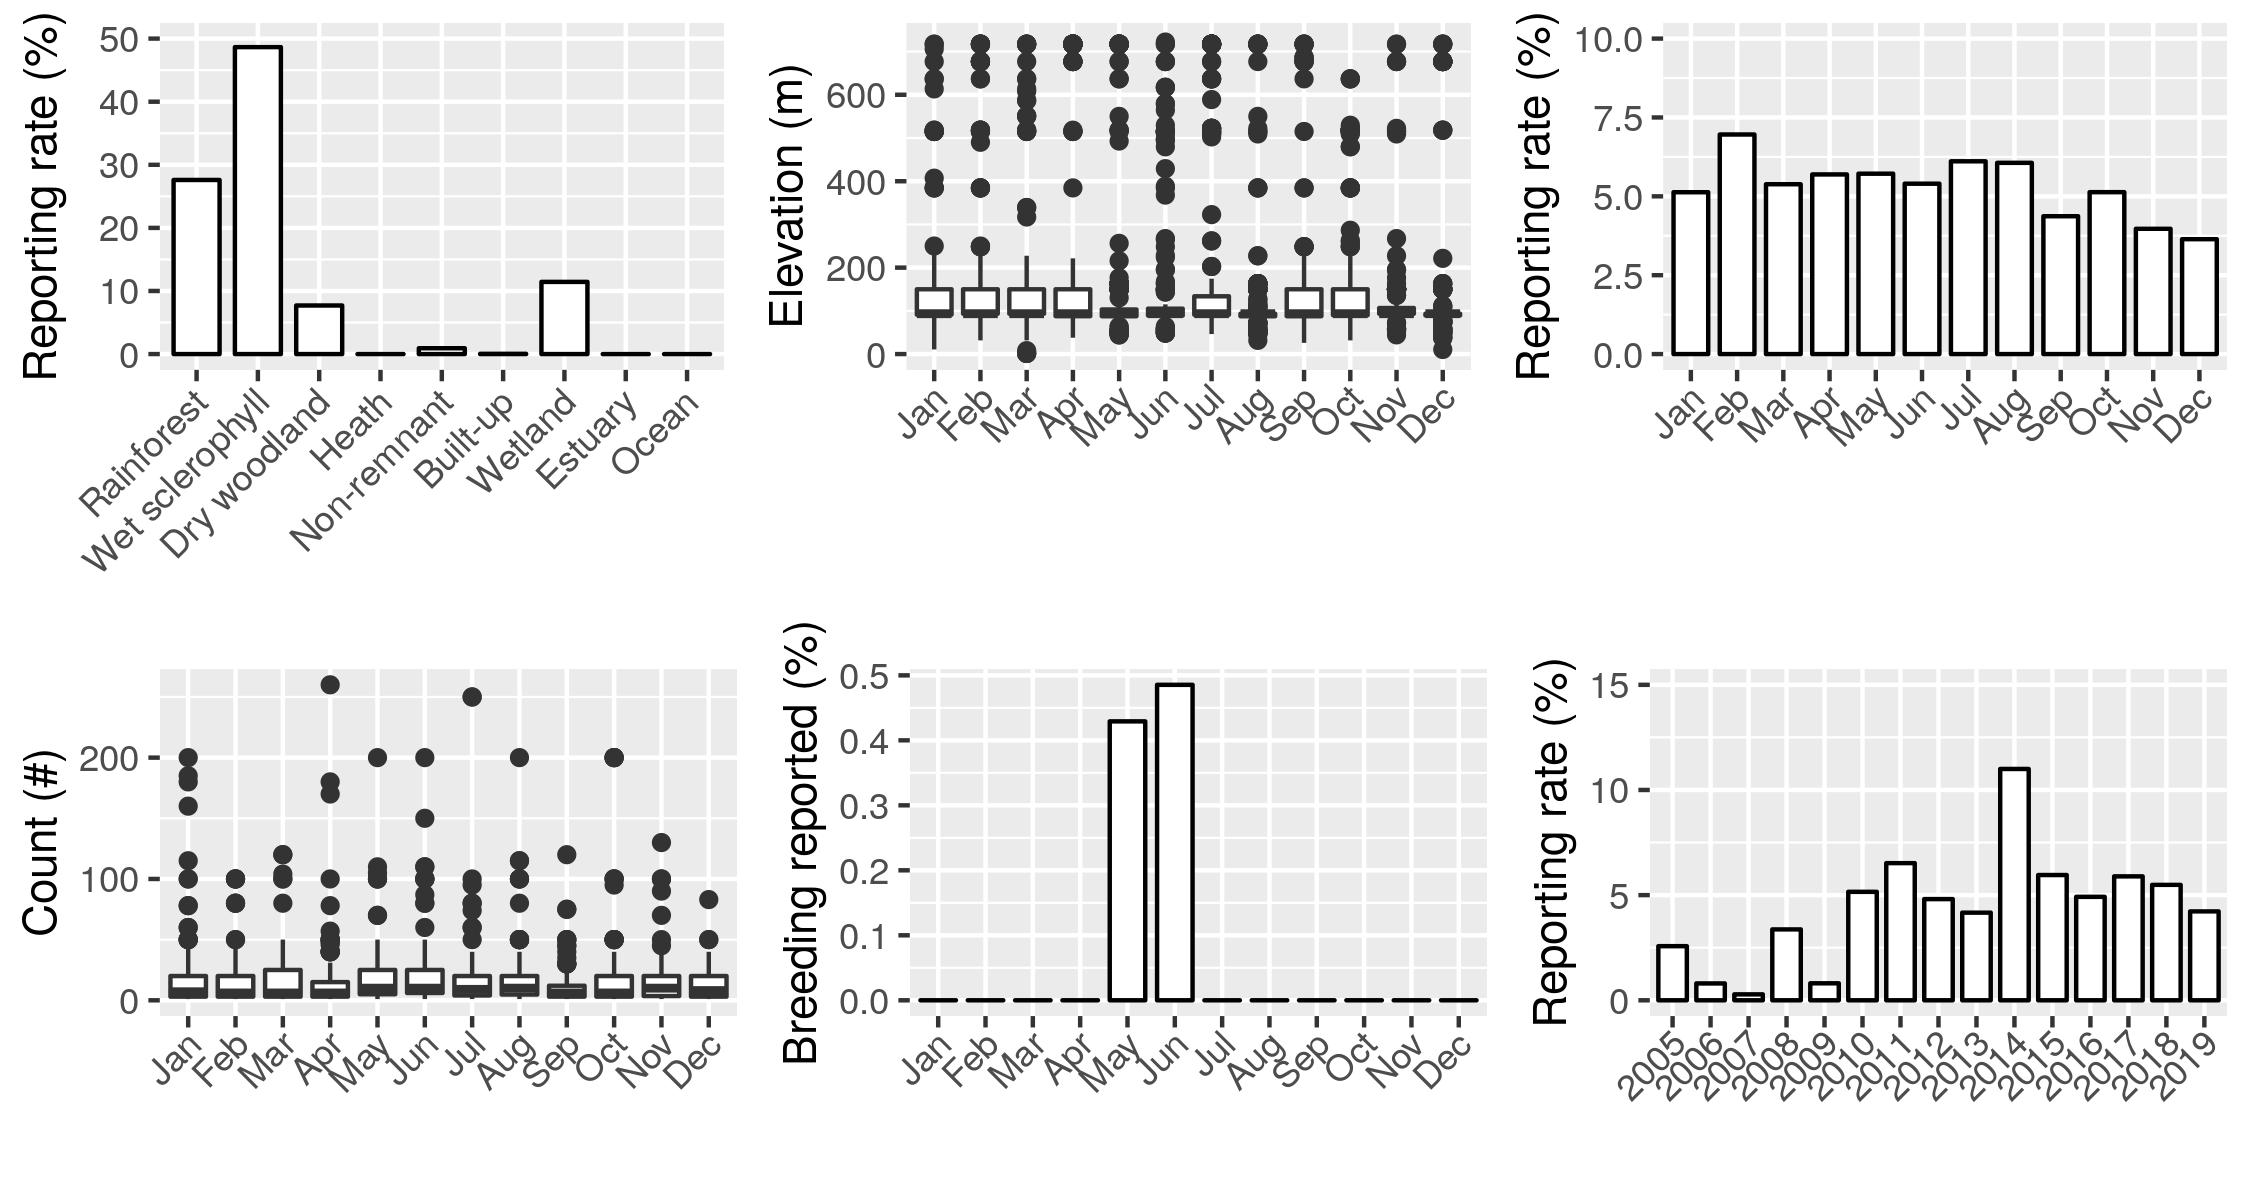 Reporting rate (%)
50
40
30
20
10
0
Rainforest
Wet sclerophyll
Dry woodland
Heath
Non-remnant
Built-up
Wetland
Estuary
Ocean
Elevation (m)
600
400
200
0
Jan
Feb
Mar
Apr
May
Jun
Jul
Aug
Sep
Oct
Nov
Dec
Reporting rate (%)
10.0
7.5
5.0
2.5
0.0
Jan
Feb
Mar
Apr
May
Jun
Jul
Aug
Sep
Oct
Nov
Dec
Count (#)
200
100
0
Jan
Feb
Mar
Apr
May
Jun
Jul
Aug
Sep
Oct
Nov
Dec
Breeding reported (%)
0.5
0.4
0.3
0.2
0.1
0.0
Jan
Feb
Mar
Apr
May
Jun
Jul
Aug
Sep
Oct
Nov
Dec
Reporting rate (%)
15
10
5
0
2005
2006
2007
2008
2009
2010
2011
2012
2013
2014
2015
2016
2017
2018
2019